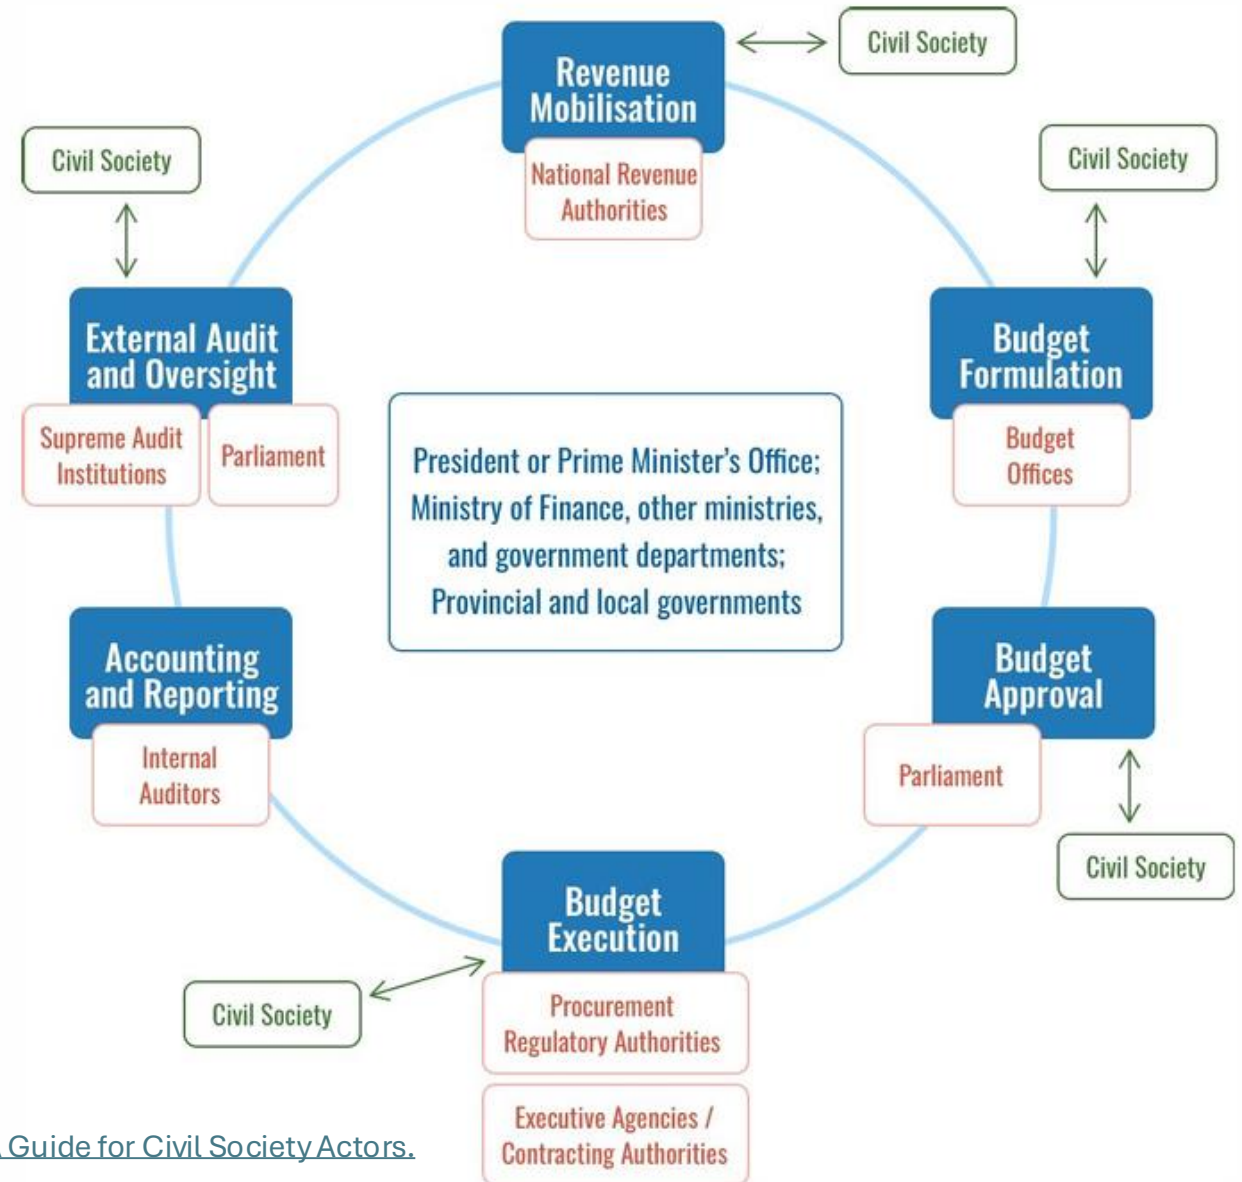 Revenue
Mobilisation
National Revenue
Authorities
Civil Society
Civil Society
Budget
Formulation
Budget
Offices
Budget
Approval
Parliament
Civil Society
Budget
Execution
Procurement
Regulatory Authorities
Executive Agencies /
Contracting Authorities
Civil Society
Accounting
and Reporting
Internal
Auditors
Civil Society
External Audit
and Oversight
Supreme Audit
Institutions
Parliament
President or Prime Minister’s Office;
Ministry of Finance, other ministries,
and government departments;
Provincial and local governments
Guide for Civil Society Actors.